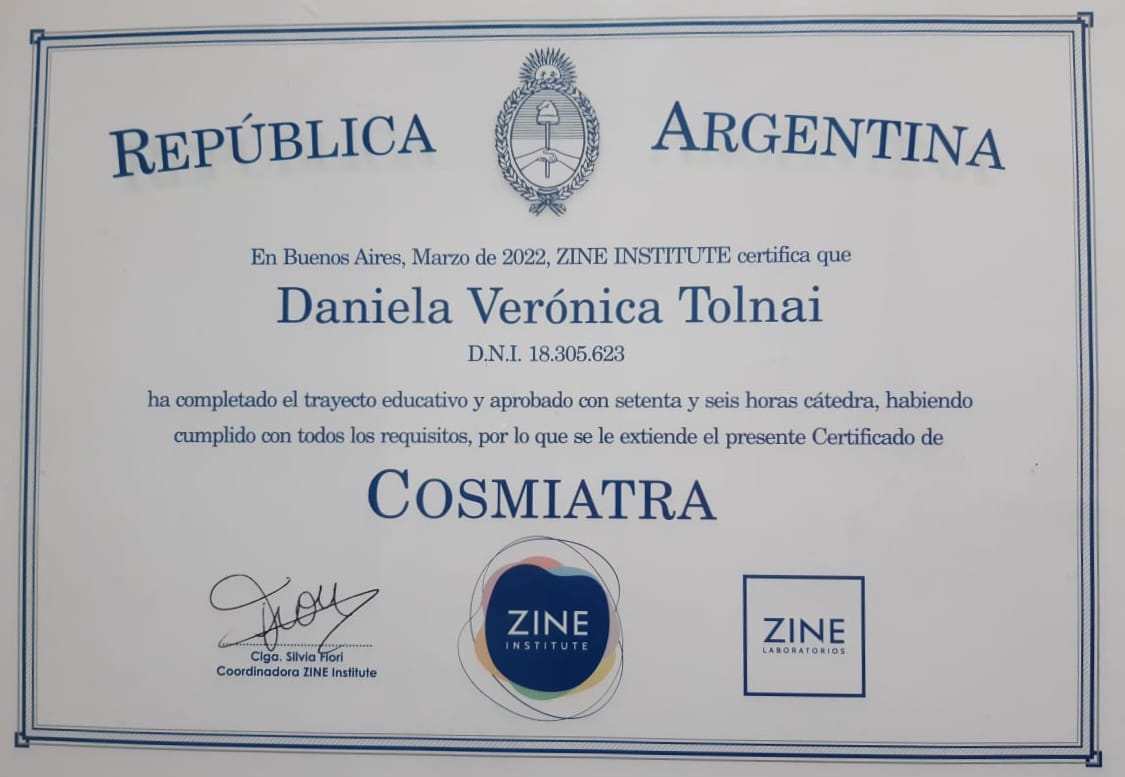 REPÚBLICA ARGENTINA
En Buenos Aires, Marzo de 2022, ZINE INSTITUTE certifica que
Daniela Verónica Tolnai
D.N.I. 18.305.623
ha completado el trayecto educativo y aprobado con setenta y seis horas cátedra, habiendo
cumplido con todos los requisitos, por lo que se le extiende el presente Certificado de
COSMIATRA
Clga. Silvia Fiori
Coordinadora ZINE Institute
ZINE
INSTITUTE
ZINE
LABORATORIOS